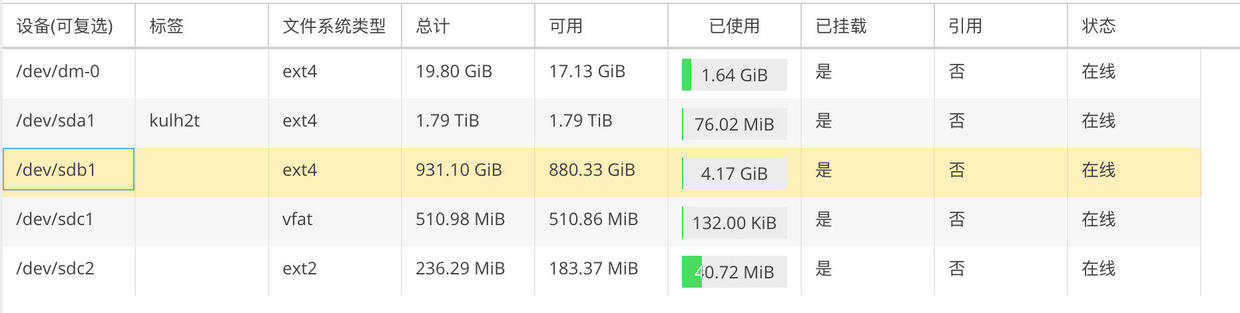 设备(可复选) 标签 文件系统类型 总计 可用 已使用 已挂载 引用 状态
/dev/dm-0 ext4 19.80 GiB 17.13 GiB 1.64 GiB 是 否 在线
/dev/sda1 kulh2t ext4 1.79 TiB 1.79 TiB 76.02 MiB 是 否 在线
/dev/sdb1 ext4 931.10 GiB 880.33 GiB 4.17 GiB 是 否 在线
/dev/sdc1 vfat 510.98 MiB 510.86 MiB 132.00 KiB 是 否 在线
/dev/sdc2 ext2 236.29 MiB 183.37 MiB 40.72 MiB 是 否 在线